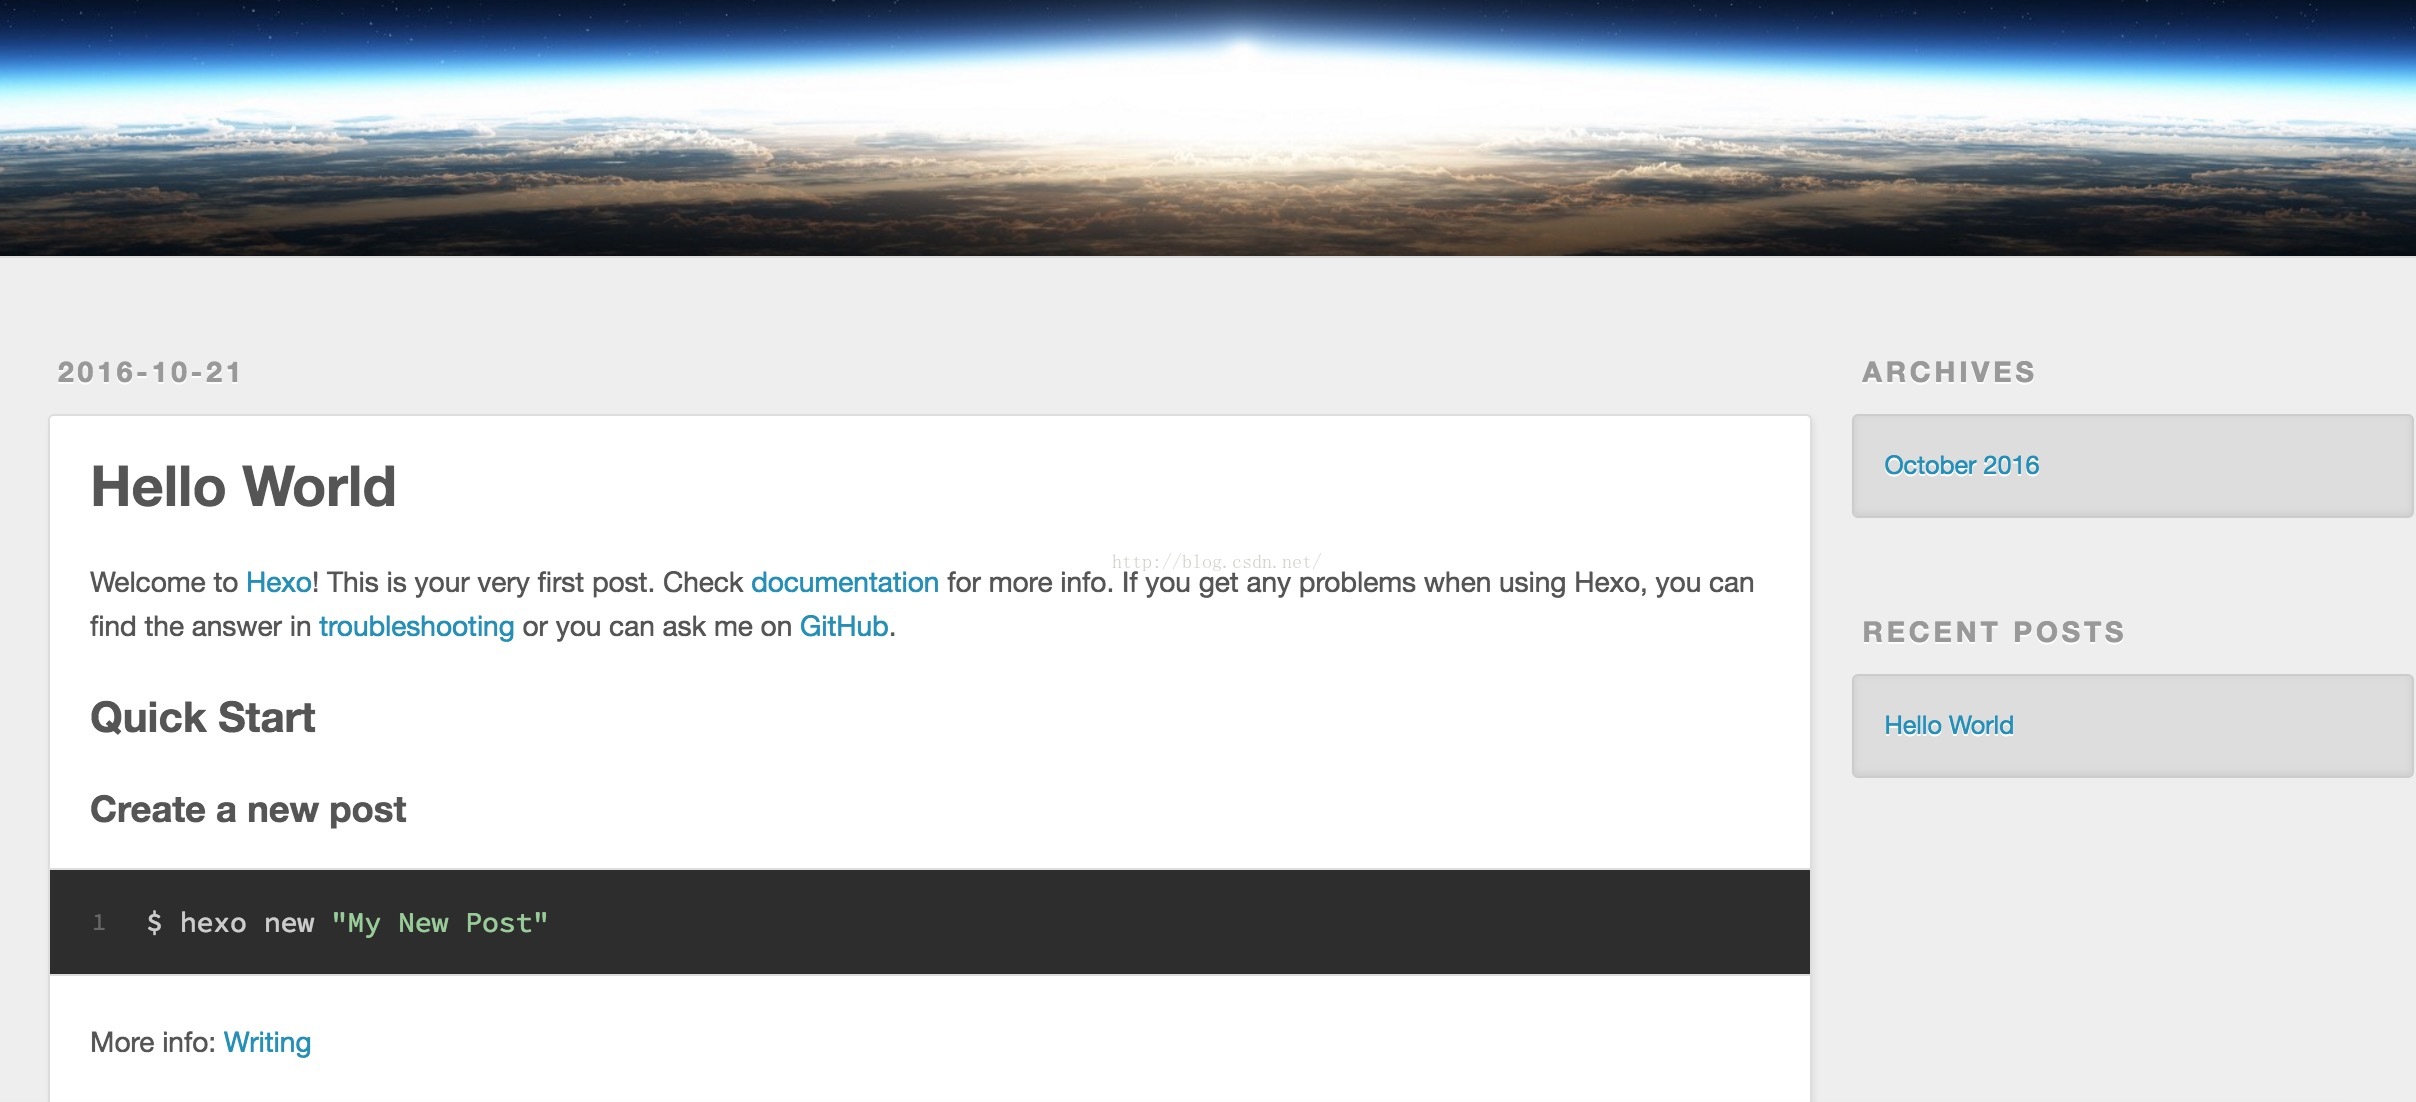 2016-10-21
Hello World
http://blog.csdn.net/
Welcome to Hexo! This is your very first post. Check documentation for more info. If you get any problems when using Hexo, you can
find the answer in troubleshooting or you can ask me on GitHub.
Quick Start
Create a new post
1 $ hexo new "My New Post"
More info: Writing
ARCHIVES
October 2016
RECENT POSTS
Hello World